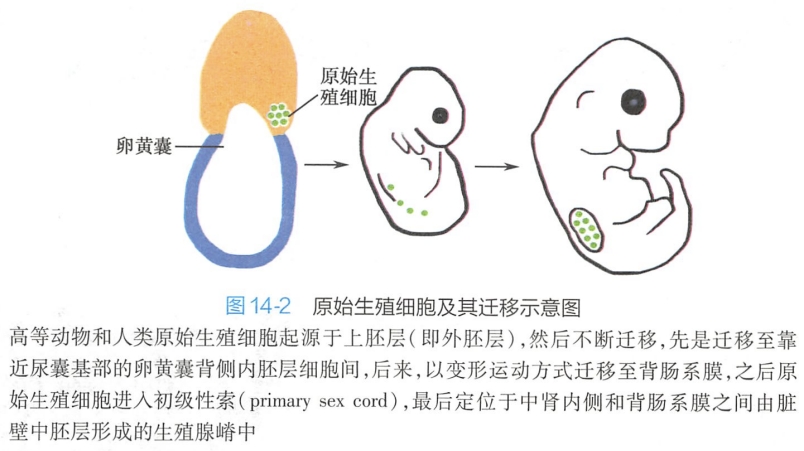 原始生
殖细胞
卵黄囊
图14-2 原始生殖细胞及其迁移示意图
高等动物和人类原始生殖细胞起源于上胚层(即外胚层),然后不断迁移,先是迁移至靠
近尿囊基部的卵黄囊背侧内胚层细胞间,后来,以变形运动方式迁移至背肠系膜,之后原
始生殖细胞进入初级性索(primary sex cord),最后定位于中肾内侧和背肠系膜之间由脏
壁中胚层形成的生殖腺嵴中